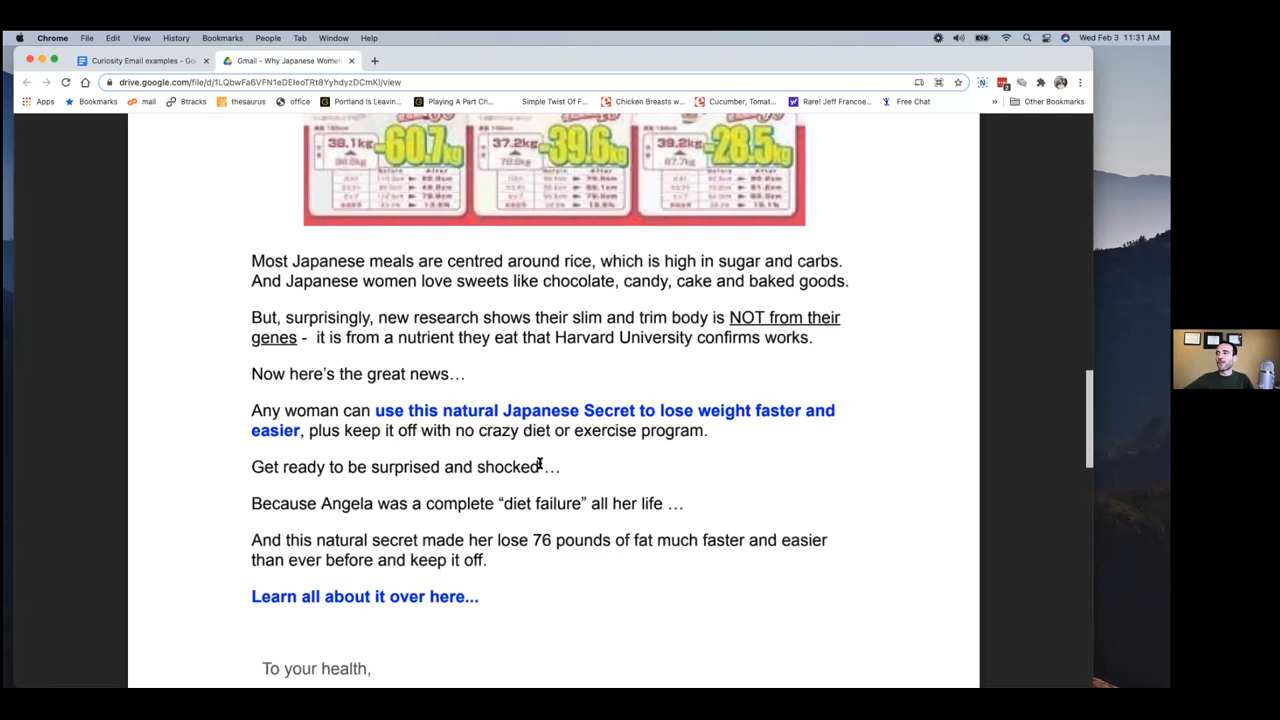 Chrome File Edit View History Bookmarks People Tab Window Help Wed Feb 3 11:31 AM
Curiosity Email examples - Go Gmail - Why Japanese Women
drive.google.com/file/d/1LQbwFa6VFN1eDEIeoTRt8Yyhdyz​DCmKl/view
Apps Bookmarks mail 8tracks thesaurus office Portland Is Leavin... Playing A Part Ch... Simple Twist Of F... Chicken Breasts w... Cucumber, Tomat... Rare! Jeff Francoe... Free Chat » Other Bookmarks
38.1kg -60.7kg 37.2kg -39.6kg 39.2kg -28.5kg
Most Japanese meals are centred around rice, which is high in sugar and carbs.
And Japanese women love sweets like chocolate, candy, cake and baked goods.
But, surprisingly, new research shows their slim and trim body is NOT from their
genes - it is from a nutrient they eat that Harvard University confirms works.
Now here's the great news…
Any woman can use this natural Japanese Secret to lose weight faster and
easier, plus keep it off with no crazy diet or exercise program.
Get ready to be surprised and shocked …
Because Angela was a complete “diet failure” all her life …
And this natural secret made her lose 76 pounds of fat much faster and easier
than ever before and keep it off.
Learn all about it over here...
To your health,